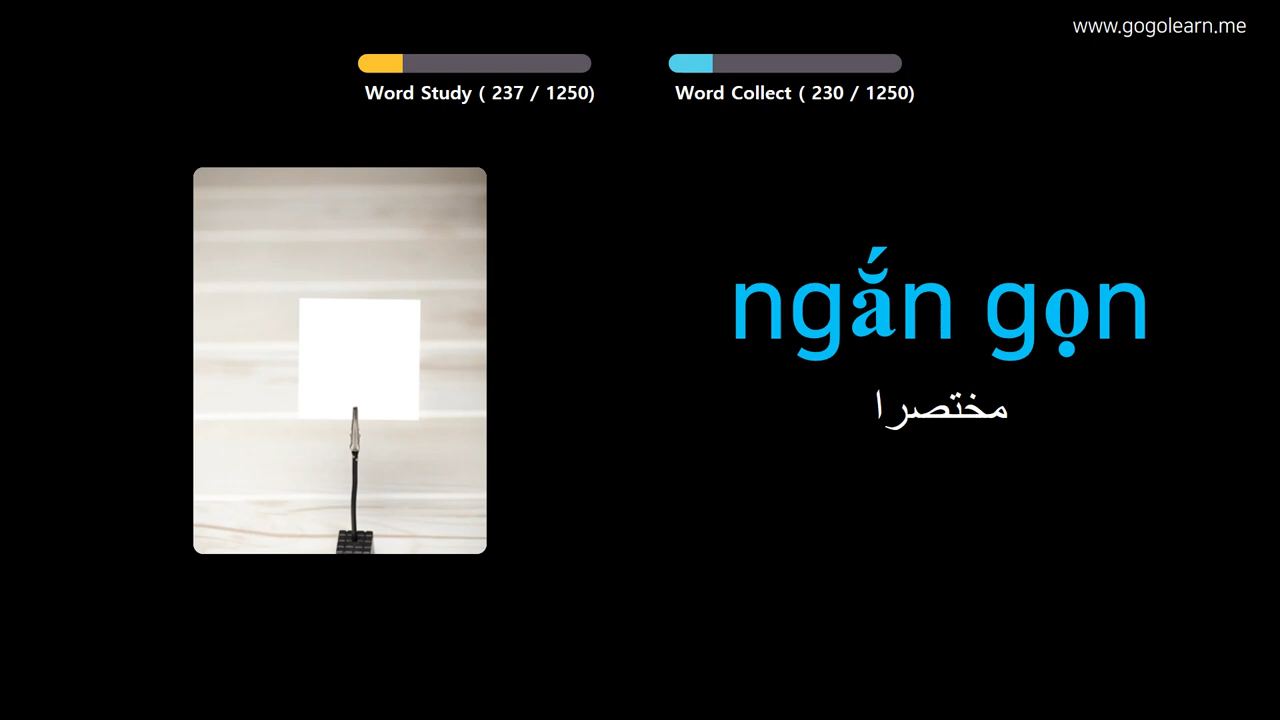 www.gogolearn.me
Word Study ( 237 / 1250)
Word Collect ( 230 / 1250)
ngắn gọn
مختصرا